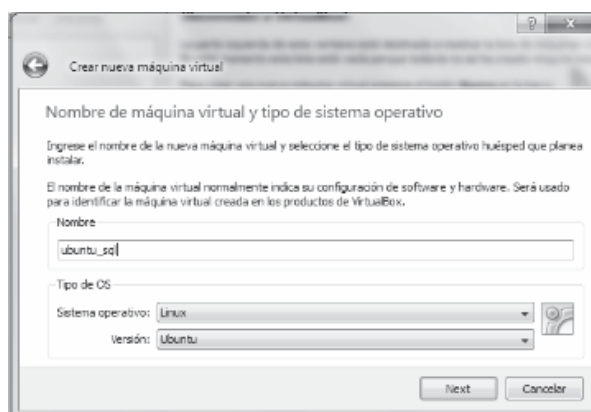 Crear nueva máquina virtual
Nombre de máquina virtual y tipo de sistema operativo
Ingrese el nombre de la nueva máquina virtual y seleccione el tipo de sistema operativo huésped que planea
instalar.
El nombre de la máquina virtual normalmente indica su configuración de software y hardware. Será usado
para identificar la máquina virtual creada en los productos de VirtualBox.
Nombre
ubuntu_sql
Tipo de OS
Sistema operativo: Linux
Versión: Ubuntu
Next Cancelar